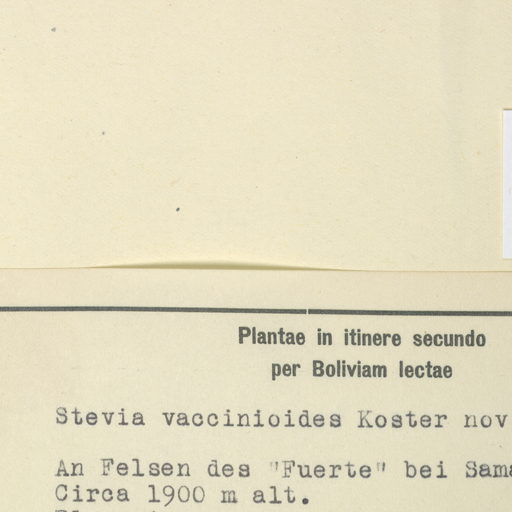 Plantae in itinere secundo
per Boliviam lectae
Stevia vaccinioides Koster nov
An Felsen des "Fuerte" bei Sama
Circa 1900 m alt.